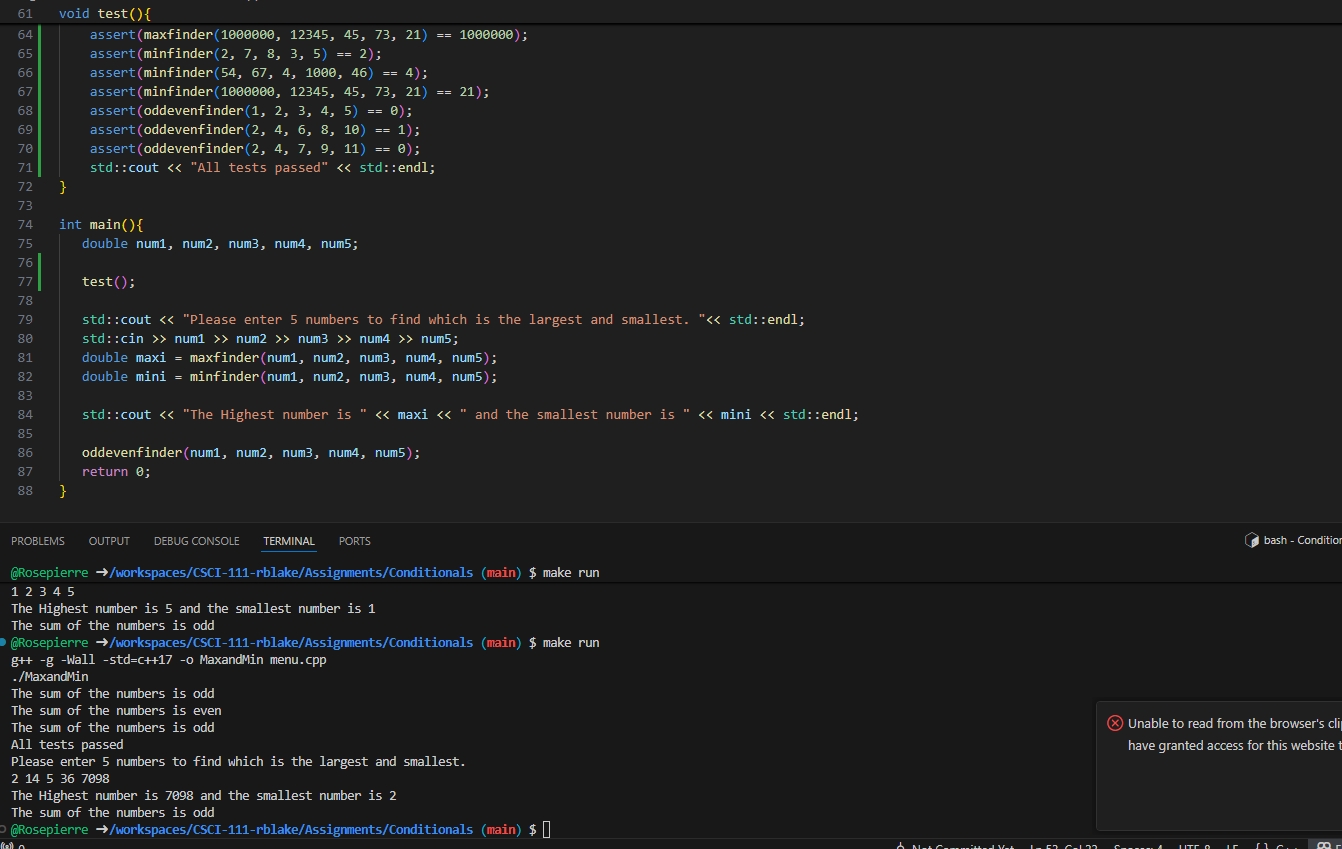 61 void test(){
64 assert(maxfinder(1000000, 12345, 45, 73, 21) == 1000000);
65 assert(minfinder(2, 7, 8, 3, 5) == 2);
66 assert(minfinder(54, 67, 4, 1000, 46) == 4);
67 assert(minfinder(1000000, 12345, 45, 73, 21) == 21);
68 assert(oddevenfinder(1, 2, 3, 4, 5) == 0);
69 assert(oddevenfinder(2, 4, 6, 8, 10) == 1);
70 assert(oddevenfinder(2, 4, 7, 9, 11) == 0);
71 std::cout << "All tests passed" << std::endl;
72 }
73
74 int main(){
75 double num1, num2, num3, num4, num5;
76
77 test();
78
79 std::cout << "Please enter 5 numbers to find which is the largest and smallest. "<< std::endl;
80 std::cin >> num1 >> num2 >> num3 >> num4 >> num5;
81 double maxi = maxfinder(num1, num2, num3, num4, num5);
82 double mini = minfinder(num1, num2, num3, num4, num5);
83
84 std::cout << "The Highest number is " << maxi << " and the smallest number is " << mini << std::endl;
85
86 oddevenfinder(num1, num2, num3, num4, num5);
87 return 0;
88 }
PROBLEMS OUTPUT DEBUG CONSOLE TERMINAL PORTS
bash - Condition
@Rosepierre ➜/workspaces/CSCI-111-rblake/Assignments/Conditionals (main) $ make run
1 2 3 4 5
The Highest number is 5 and the smallest number is 1
The sum of the numbers is odd
@Rosepierre ➜/workspaces/CSCI-111-rblake/Assignments/Conditionals (main) $ make run
g++ -g -Wall -std=c++17 -o MaxandMin menu.cpp
./MaxandMin
The sum of the numbers is odd
The sum of the numbers is even
The sum of the numbers is odd
All tests passed
Please enter 5 numbers to find which is the largest and smallest.
2 14 5 36 7098
The Highest number is 7098 and the smallest number is 2
The sum of the numbers is odd
@Rosepierre ➜/workspaces/CSCI-111-rblake/Assignments/Conditionals (main) $
Unable to read from the browser's cli
have granted access for this website t
Not Committed Yet Ln 53, Col 23 Spaces: 4 UTF-8 LF